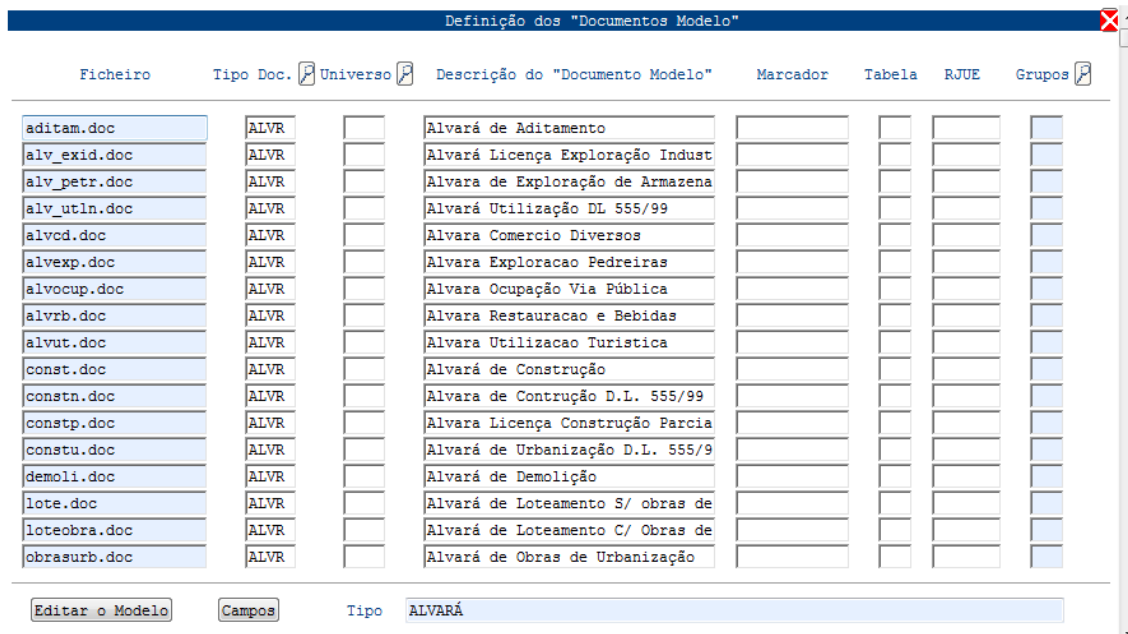 Definição dos "Documentos Modelo"
Ficheiro Tipo Doc. Universo Descrição do "Documento Modelo" Marcador Tabela RJUE Grupos
aditam.doc ALVR Alvará de Aditamento
alv_exid.doc ALVR Alvará Licença Exploração Indust
alv_petr.doc ALVR Alvara de Exploração de Armazena
alv_utln.doc ALVR Alvará Utilização DL 555/99
alvcd.doc ALVR Alvara Comercio Diversos
alvexp.doc ALVR Alvara Exploracao Pedreiras
alvocup.doc ALVR Alvara Ocupação Via Pública
alvrb.doc ALVR Alvara Restauracao e Bebidas
alvut.doc ALVR Alvara Utilizacao Turistica
const.doc ALVR Alvará de Construção
constn.doc ALVR Alvara de Contrução D.L. 555/99
constp.doc ALVR Alvara Licença Construção Parcia
constu.doc ALVR Alvará de Urbanização D.L. 555/9
demoli.doc ALVR Alvará de Demolição
lote.doc ALVR Alvará de Loteamento S/ obras de
loteobra.doc ALVR Alvará de Loteamento C/ Obras de
obrasurb.doc ALVR Alvará de Obras de Urbanização
Editar o Modelo Campos Tipo ALVARÁ